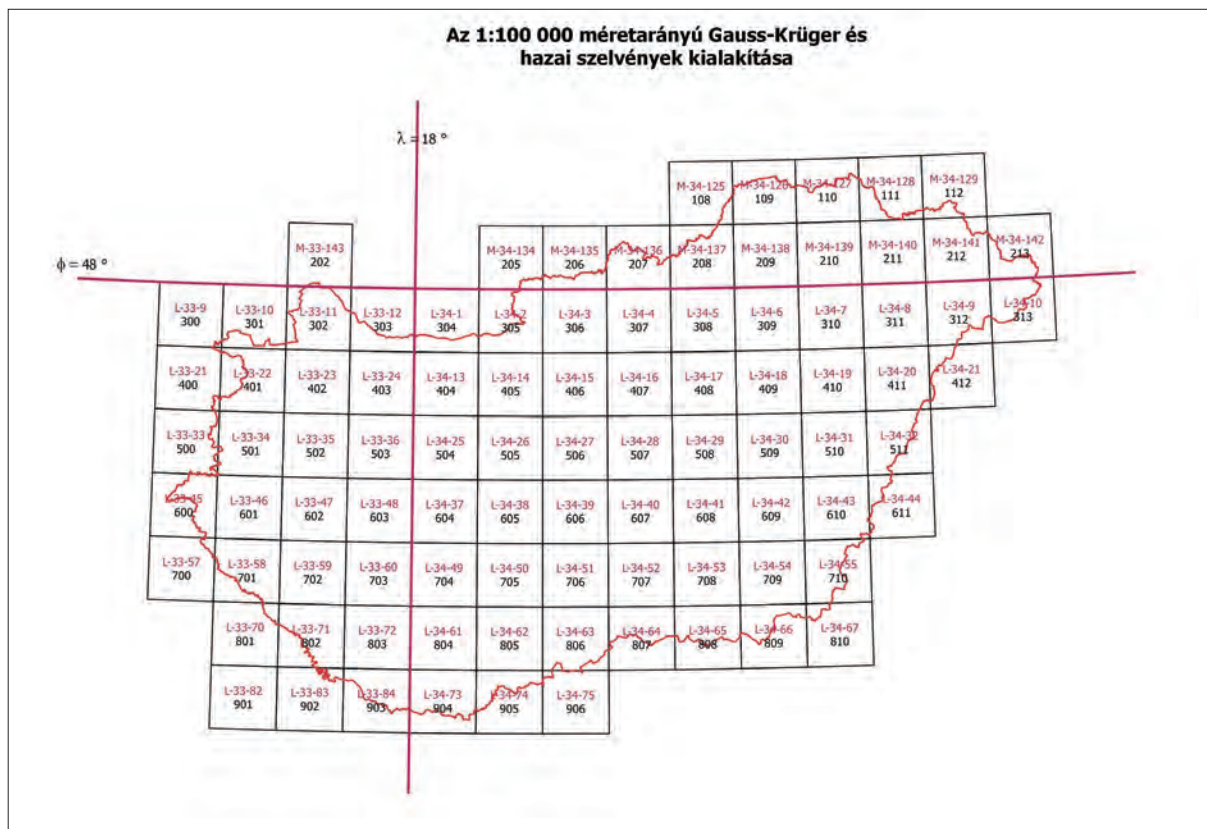 Az 1:100 000 méretarányú Gauss-Krüger és
hazai szelvények kialakítása
λ = 18 °
M-34-125 M-34-126 M-34-127 M-34-128 M-34-129
108 109 110 111 112
M-33-143 M-34-134 M-34-135 M-34-136 M-34-137 M-34-138 M-34-139 M-34-140 M-34-141 M-34-142
202 205 206 207 208 209 210 211 212 213
ϕ = 48 °
L-33-9 L-33-10 L-33-11 L-33-12 L-34-1 L-34-2 L-34-3 L-34-4 L-34-5 L-34-6 L-34-7 L-34-8 L-34-9 L-34-10
300 301 302 303 304 305 306 307 308 309 310 311 312 313
L-33-21 L-33-22 L-33-23 L-33-24 L-34-13 L-34-14 L-34-15 L-34-16 L-34-17 L-34-18 L-34-19 L-34-20 L-34-21
400 401 402 403 404 405 406 407 408 409 410 411 412
L-33-33 L-33-34 L-33-35 L-33-36 L-34-25 L-34-26 L-34-27 L-34-28 L-34-29 L-34-30 L-34-31 L-34-32
500 501 502 503 504 505 506 507 508 509 510 511
L-33-45 L-33-46 L-33-47 L-33-48 L-34-37 L-34-38 L-34-39 L-34-40 L-34-41 L-34-42 L-34-43 L-34-44
600 601 602 603 604 605 606 607 608 609 610 611
L-33-57 L-33-58 L-33-59 L-33-60 L-34-49 L-34-50 L-34-51 L-34-52 L-34-53 L-34-54 L-34-55
700 701 702 703 704 705 706 707 708 709 710
L-33-70 L-33-71 L-33-72 L-34-61 L-34-62 L-34-63 L-34-64 L-34-65 L-34-66 L-34-67
801 802 803 804 805 806 807 808 809 810
L-33-82 L-33-83 L-33-84 L-34-73 L-34-74 L-34-75
901 902 903 904 905 906